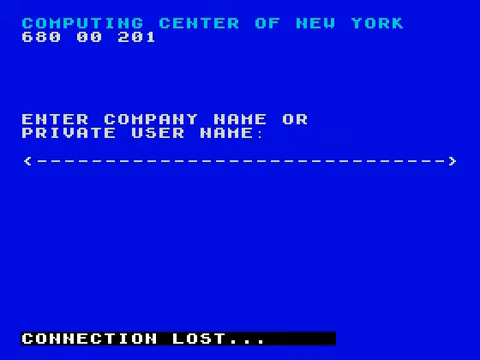 COMPUTING CENTER OF NEW YORK
680 00 201
ENTER COMPANY NAME OR
PRIVATE USER NAME:
<------------------------------>
CONNECTION LOST...